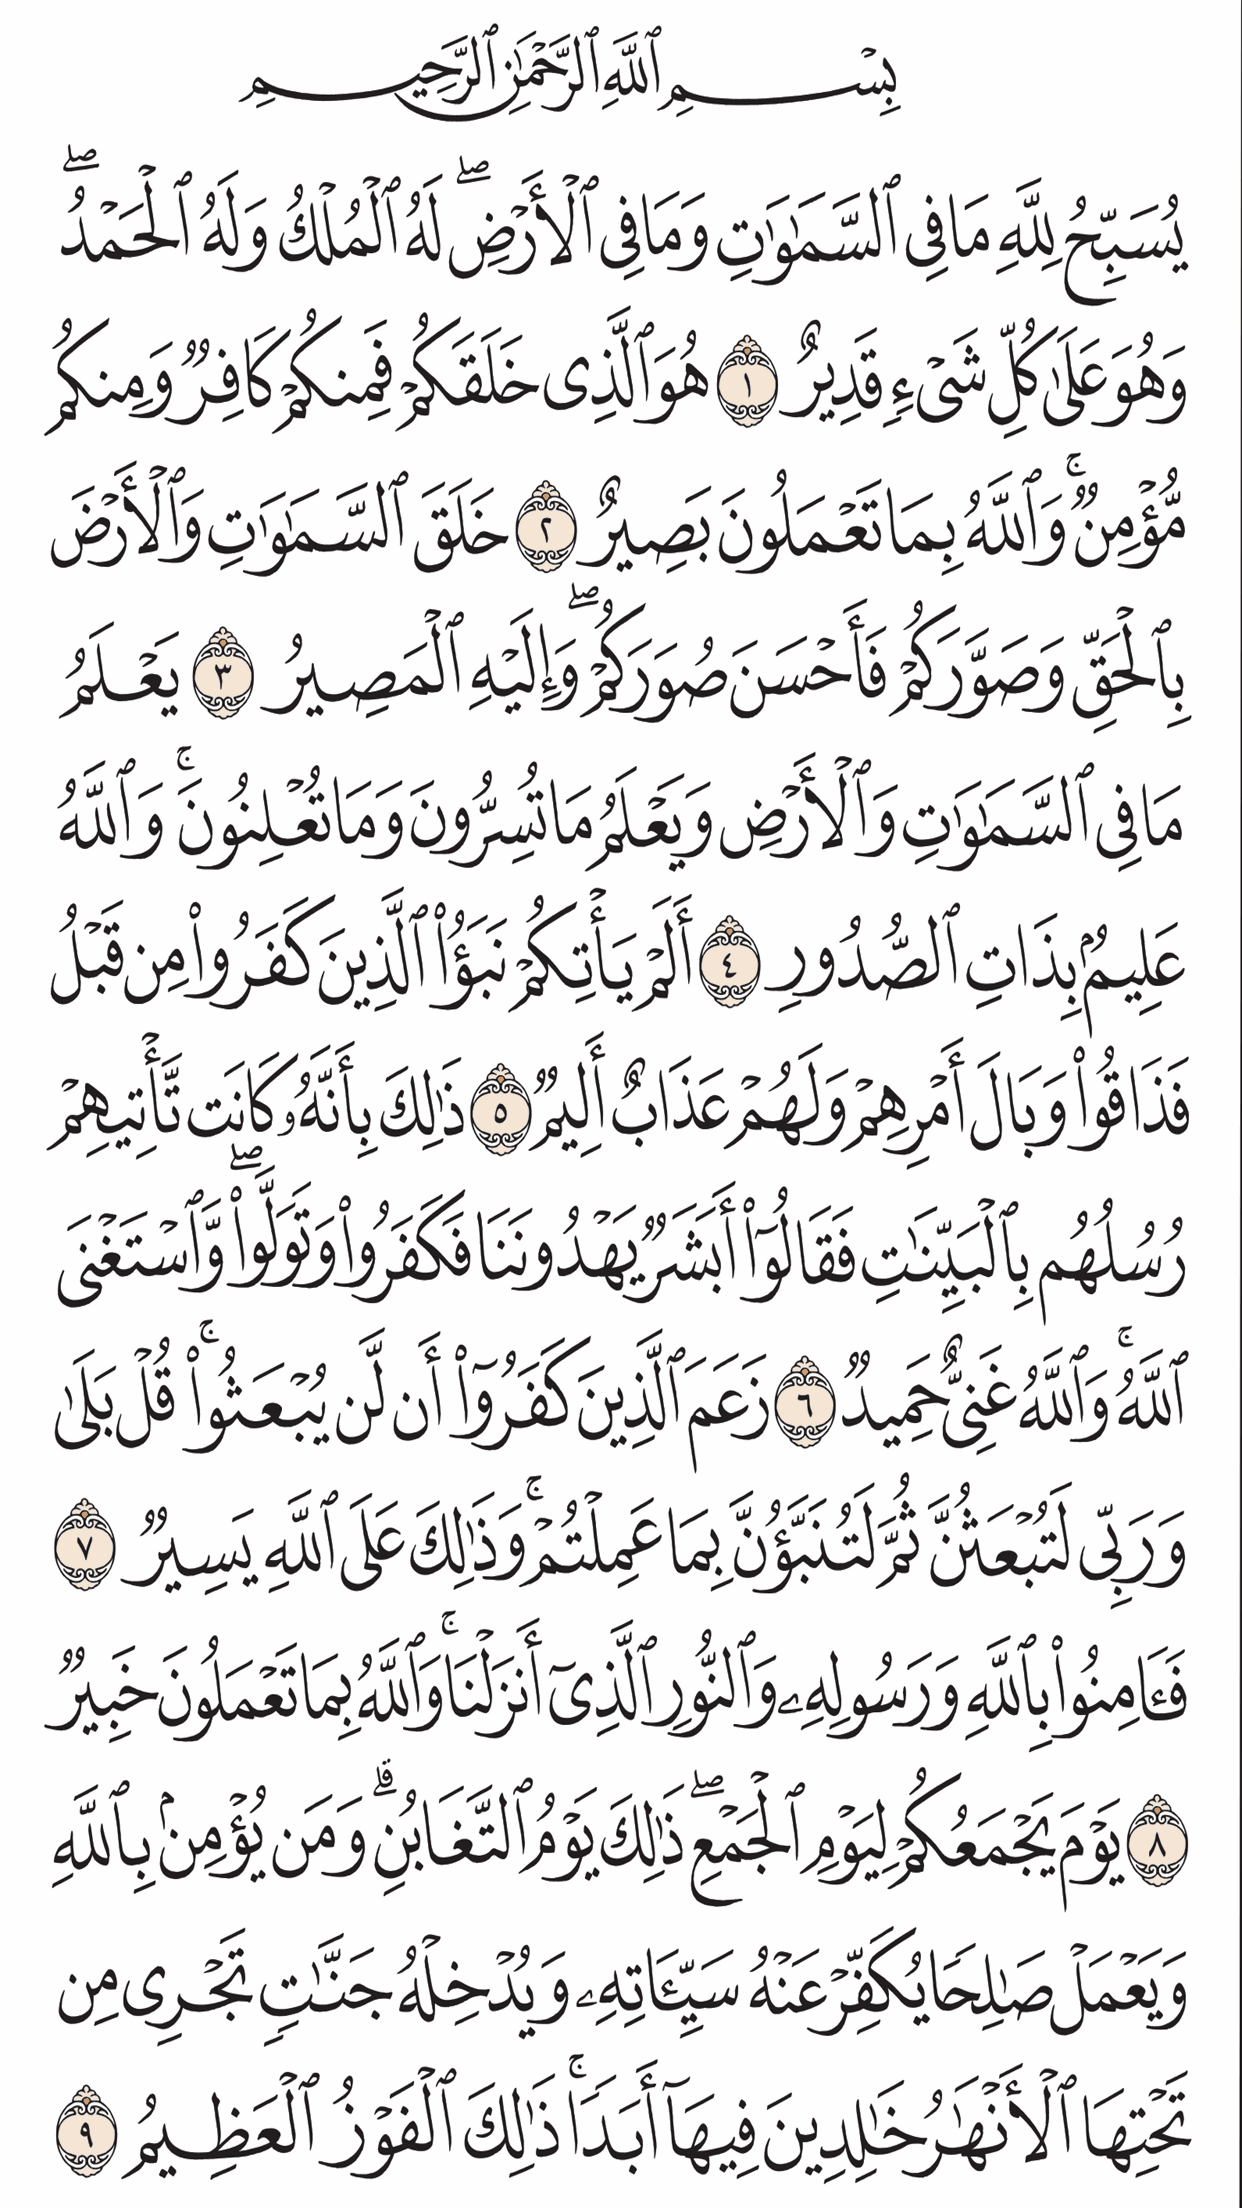 بِسْمِ ٱللَّهِ ٱلرَّحْمَٰنِ ٱلرَّحِيمِ
يُسَبِّحُ لِلَّهِ مَا فِى ٱلسَّمَٰوَٰتِ وَمَا فِى ٱلْأَرْضِۖ لَهُ ٱلْمُلْكُ وَلَهُ ٱلْحَمْدُۖ
وَهُوَ عَلَىٰ كُلِّ شَىْءٍ قَدِيرٌ ١ هُوَ ٱلَّذِى خَلَقَكُمْ فَمِنكُمْ كَافِرٌ وَمِنكُم
مُّؤْمِنٌۚ وَٱللَّهُ بِمَا تَعْمَلُونَ بَصِيرٌ ٢ خَلَقَ ٱلسَّمَٰوَٰتِ وَٱلْأَرْضَ
بِٱلْحَقِّ وَصَوَّرَكُمْ فَأَحْسَنَ صُوَرَكُمْۖ وَإِلَيْهِ ٱلْمَصِيرُ ٣ يَعْلَمُ
مَا فِى ٱلسَّمَٰوَٰتِ وَٱلْأَرْضِ وَيَعْلَمُ مَا تُسِرُّونَ وَمَا تُعْلِنُونَۚ وَٱللَّهُ
عَلِيمٌۢ بِذَاتِ ٱلصُّدُورِ ٤ أَلَمْ يَأْتِكُمْ نَبَؤُا۟ ٱلَّذِينَ كَفَرُوا۟ مِن قَبْلُ
فَذَاقُوا۟ وَبَالَ أَمْرِهِمْ وَلَهُمْ عَذَابٌ أَلِيمٌ ٥ ذَٰلِكَ بِأَنَّهُۥ كَانَت تَّأْتِيهِمْ
رُسُلُهُم بِٱلْبَيِّنَٰتِ فَقَالُوٓا۟ أَبَشَرٌ يَهْدُونَنَا فَكَفَرُوا۟ وَتَوَلَّوا۟ۖ وَّٱسْتَغْنَى
ٱللَّهُۚ وَٱللَّهُ غَنِىٌّ حَمِيدٌ ٦ زَعَمَ ٱلَّذِينَ كَفَرُوٓا۟ أَن لَّن يُبْعَثُوا۟ۚ قُلْ بَلَىٰ
وَرَبِّى لَتُبْعَثُنَّ ثُمَّ لَتُنَبَّؤُنَّ بِمَا عَمِلْتُمْۚ وَذَٰلِكَ عَلَى ٱللَّهِ يَسِيرٌ ٧
فَـَٔامِنُوا۟ بِٱللَّهِ وَرَسُولِهِۦ وَٱلنُّورِ ٱلَّذِىٓ أَنزَلْنَاۚ وَٱللَّهُ بِمَا تَعْمَلُونَ خَبِيرٌ
٨ يَوْمَ يَجْمَعُكُمْ لِيَوْمِ ٱلْجَمْعِۖ ذَٰلِكَ يَوْمُ ٱلتَّغَابُنِۗ وَمَن يُؤْمِنۢ بِٱللَّهِ
وَيَعْمَلْ صَٰلِحًا يُكَفِّرْ عَنْهُ سَيِّـَٔاتِهِۦ وَيُدْخِلْهُ جَنَّٰتٍ تَجْرِى مِن
تَحْتِهَا ٱلْأَنْهَٰرُ خَٰلِدِينَ فِيهَآ أَبَدًاۚ ذَٰلِكَ ٱلْفَوْزُ ٱلْعَظِيمُ ٩